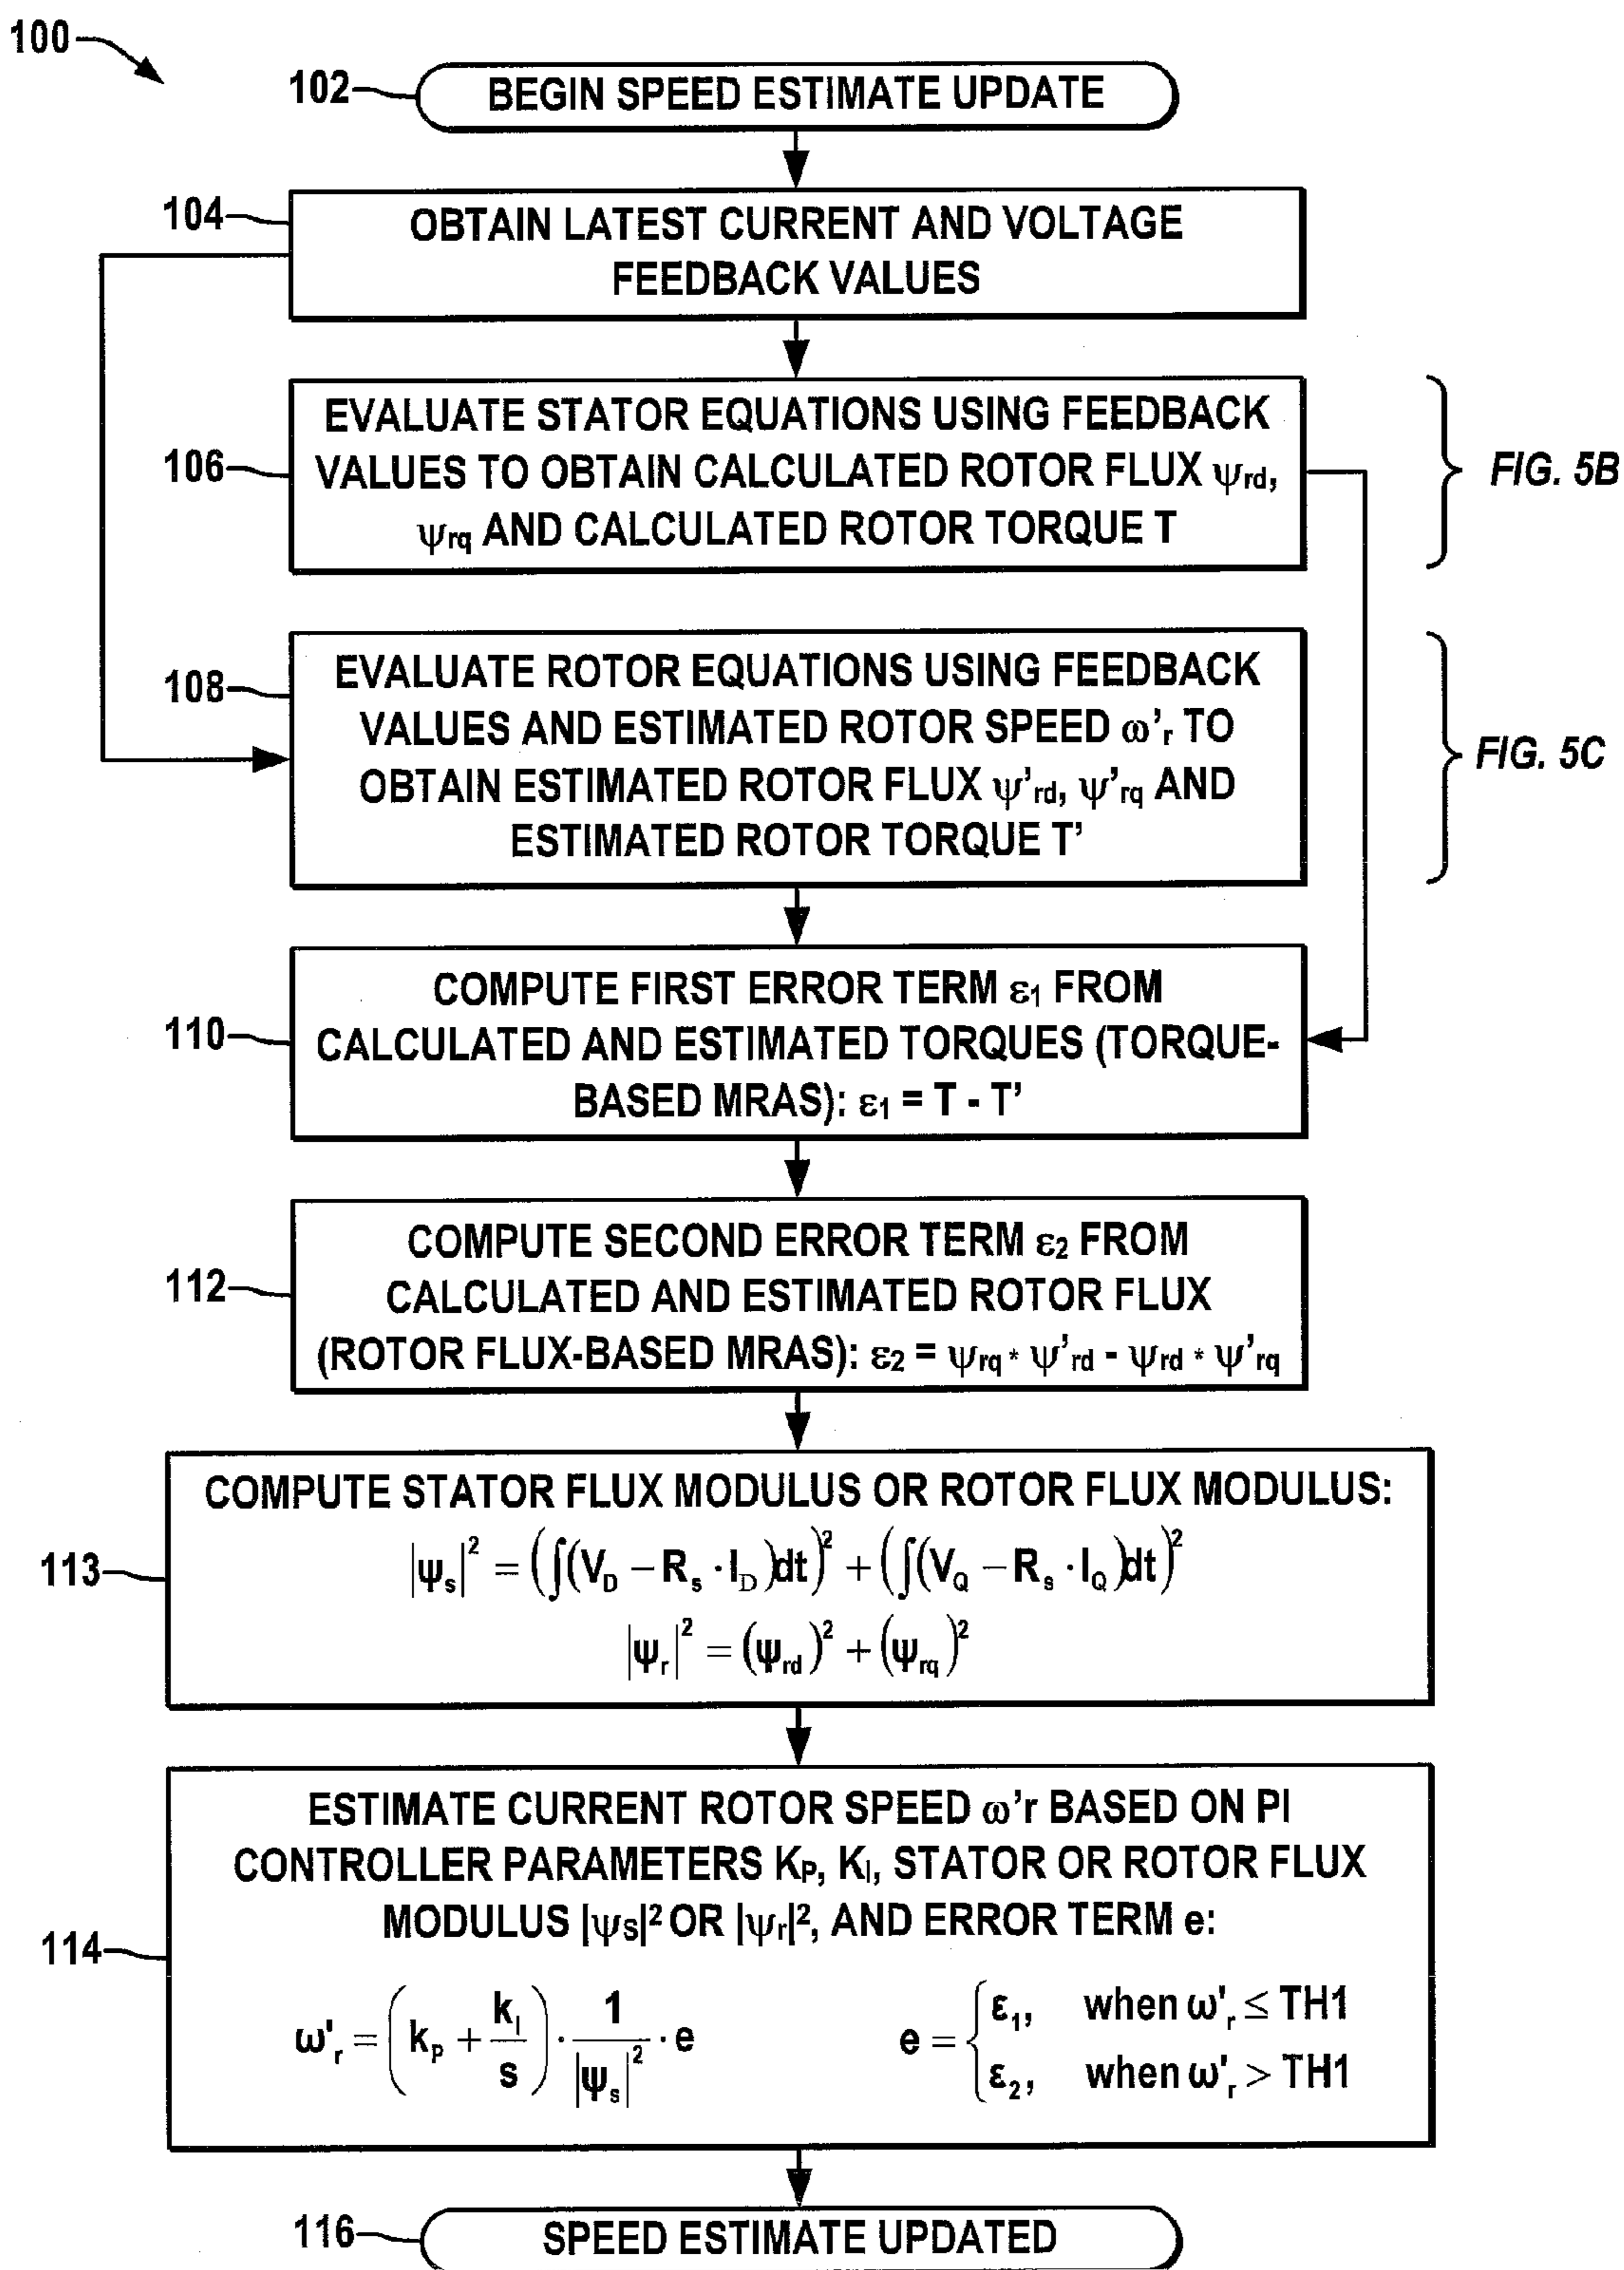 100
102
BEGIN SPEED ESTIMATE UPDATE
104
OBTAIN LATEST CURRENT AND VOLTAGE
FEEDBACK VALUES
106
EVALUATE STATOR EQUATIONS USING FEEDBACK
VALUES TO OBTAIN CALCULATED ROTOR FLUX ψrd,
ψrq AND CALCULATED ROTOR TORQUE T
FIG. 5B
108
EVALUATE ROTOR EQUATIONS USING FEEDBACK
VALUES AND ESTIMATED ROTOR SPEED ω'r TO
OBTAIN ESTIMATED ROTOR FLUX ψ'rd, ψ'rq AND
ESTIMATED ROTOR TORQUE T'
FIG. 5C
110
COMPUTE FIRST ERROR TERM ε1 FROM
CALCULATED AND ESTIMATED TORQUES (TORQUE-
BASED MRAS): ε1 = T - T'
112
COMPUTE SECOND ERROR TERM ε2 FROM
CALCULATED AND ESTIMATED ROTOR FLUX
(ROTOR FLUX-BASED MRAS): ε2 = ψrq * ψ'rd - ψrd * ψ'rq
113
COMPUTE STATOR FLUX MODULUS OR ROTOR FLUX MODULUS:
|ψs|² = (∫(VD − Rs · ID)dt)² + (∫(VQ − Rs · IQ)dt)²
|ψr|² = (ψrd)² + (ψrq)²
114
ESTIMATE CURRENT ROTOR SPEED ω'r BASED ON PI
CONTROLLER PARAMETERS KP, KI, STATOR OR ROTOR FLUX
MODULUS |ψS|² OR |ψr|², AND ERROR TERM e:
ω'r = (kP + kI/s) · 1/|ψs|² · e
e = { ε1, when ω'r ≤ TH1
ε2, when ω'r > TH1
116
SPEED ESTIMATE UPDATED